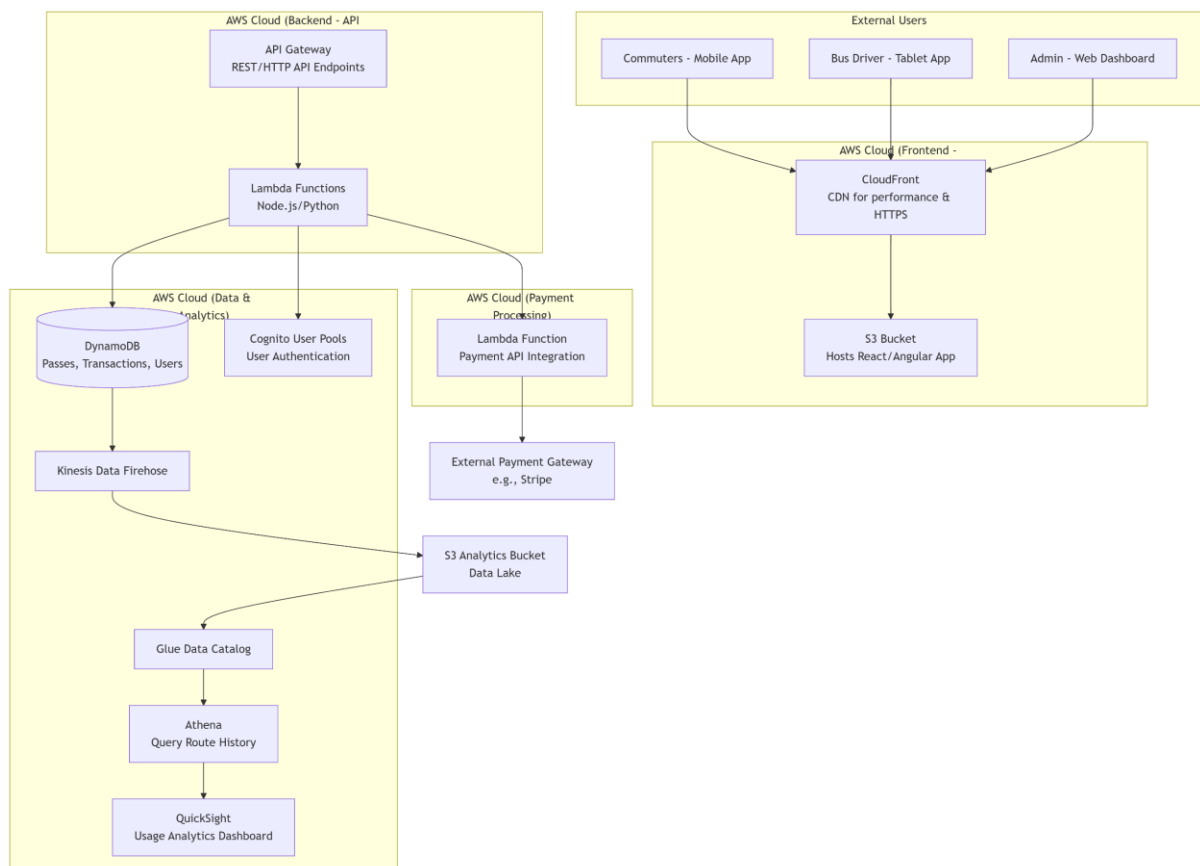 AWS Cloud (Backend - API
API Gateway
REST/HTTP API Endpoints
Lambda Functions
Node.js/Python
External Users
Commuters - Mobile App
Bus Driver - Tablet App
Admin - Web Dashboard
AWS Cloud (Frontend -
CloudFront
CDN for performance &
HTTPS
S3 Bucket
Hosts React/Angular App
AWS Cloud (Data &
Analytics)
DynamoDB
Passes, Transactions, Users
Cognito User Pools
User Authentication
AWS Cloud (Payment
Processing)
Lambda Function
Payment API Integration
Kinesis Data Firehose
External Payment Gateway
e.g., Stripe
S3 Analytics Bucket
Data Lake
Glue Data Catalog
Athena
Query Route History
QuickSight
Usage Analytics Dashboard